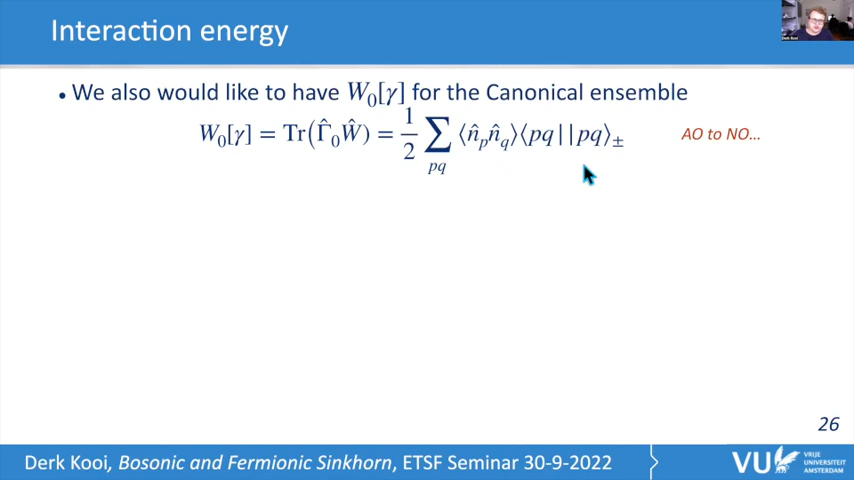 Interaction energy
Derk Kooi
• We also would like to have W₀[γ] for the Canonical ensemble
W₀[γ] = Tr(Γ̂₀Ŵ) = 1/2 ∑_pq ⟨n̂_p n̂_q⟩⟨pq||pq⟩_±
AO to NO...
26
Derk Kooi, Bosonic and Fermionic Sinkhorn, ETSF Seminar 30-9-2022
VU
VRIJE
UNIVERSITEIT
AMSTERDAM